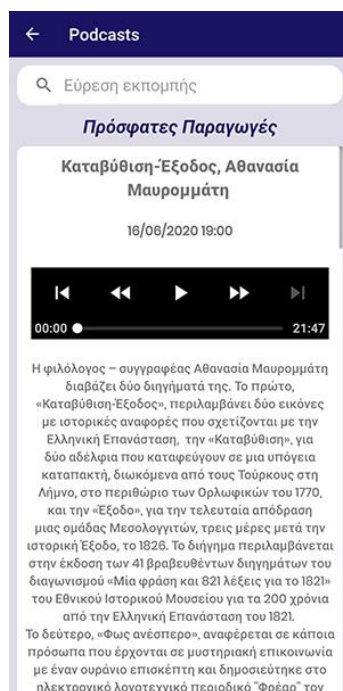 Podcasts
Εύρεση εκπομπής
Πρόσφατες Παραγωγές
Καταβύθιση-Έξοδος, Αθανασία
Μαυρομμάτη
16/06/2020 19:00
00:00
21:47
Η φιλόλογος – συγγραφέας Αθανασία Μαυρομμάτη
διαβάζει δύο διηγήματά της. Το πρώτο,
«Καταβύθιση-Έξοδος», περιλαμβάνει δύο εικόνες
με ιστορικές αναφορές που σχετίζονται με την
Ελληνική Επανάσταση, την «Καταβύθιση», για
δύο αδέλφια που καταφεύγουν σε μια υπόγεια
καταπακτή, διωκόμενα από τους Τούρκους στη
Λήμνο, στο περιθώριο των Ορλωφικών του 1770,
και την «Έξοδο», για την τελευταία απόδραση
μιας ομάδας Μεσολογγιτών, τρεις μέρες μετά την
ιστορική Έξοδο, το 1826. Το διήγημα περιλαμβάνεται
στην έκδοση των 41 βραβευθέντων διηγημάτων του
διαγωνισμού «Μία φράση και 821 λέξεις για το 1821»
του Εθνικού Ιστορικού Μουσείου για τα 200 χρόνια
από την Ελληνική Επανάσταση του 1821.
Το δεύτερο, «Φως ανέσπερο», αναφέρεται σε κάποια
πρόσωπα που έρχονται σε μυστηριακή επικοινωνία
με έναν ουράνιο επισκέπτη και δημοσιεύτηκε στο
ηλεκτρονικό λογοτεχνικό περιοδικό "Φρέαρ" τον